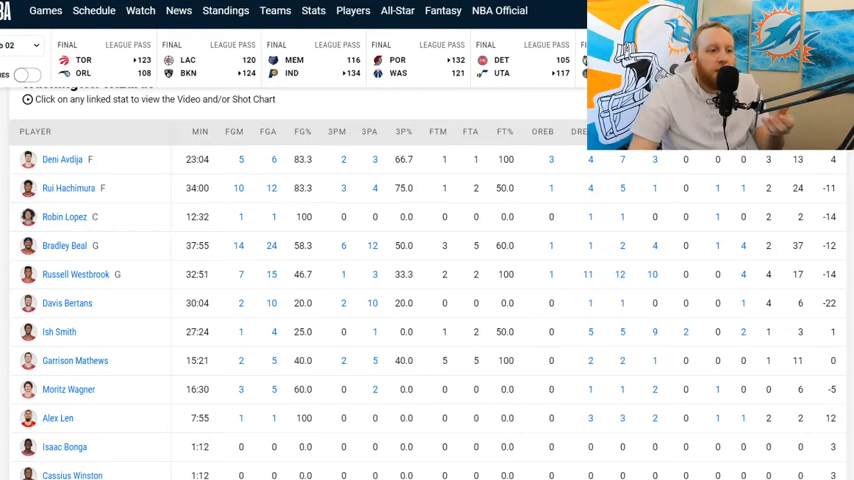 BA Games Schedule Watch News Standings Teams Stats Players All-Star Fantasy NBA Official
b 02 FINAL LEAGUE PASS FINAL LEAGUE PASS FINAL LEAGUE PASS FINAL LEAGUE PASS FINAL LEAGUE PASS
TOR 123 LAC 120 MEM 116 POR 132 DET 105
RES ORL 108 BKN 124 IND 134 WAS 121 UTA 117
Click on any linked stat to view the Video and/or Shot Chart
PLAYER MIN FGM FGA FG% 3PM 3PA 3P% FTM FTA FT% OREB DRE
Deni Avdija F 23:04 5 6 83.3 2 3 66.7 1 1 100 3 4 7 3 0 0 0 3 13 4
Rui Hachimura F 34:00 10 12 83.3 3 4 75.0 1 2 50.0 1 4 5 1 0 1 1 2 24 -11
Robin Lopez C 12:32 1 1 100 0 0 0.0 0 0 0.0 0 1 1 0 0 1 0 2 2 -14
Bradley Beal G 37:55 14 24 58.3 6 12 50.0 3 5 60.0 1 1 2 4 0 1 4 2 37 -12
Russell Westbrook G 32:51 7 15 46.7 1 3 33.3 2 2 100 1 11 12 10 0 0 4 4 17 -14
Davis Bertans 30:04 2 10 20.0 2 10 20.0 0 0 0.0 0 1 1 0 0 0 1 4 6 -22
Ish Smith 27:24 1 4 25.0 0 1 0.0 1 2 50.0 0 5 5 9 2 0 2 1 3 1
Garrison Mathews 15:21 2 5 40.0 2 5 40.0 5 5 100 0 2 2 1 0 0 0 1 11 0
Moritz Wagner 16:30 3 5 60.0 0 2 0.0 0 0 0.0 0 1 1 2 0 1 0 0 6 -5
Alex Len 7:55 1 1 100 0 0 0.0 0 0 0.0 0 3 3 2 0 1 1 2 2 12
Isaac Bonga 1:12 0 0 0.0 0 0 0.0 0 0 0.0 0 0 0 0 0 0 0 0 0 3
Cassius Winston 1:12 0 0 0.0 0 0 0.0 0 0 0.0 0 0 0 0 0 0 0 0 0 3